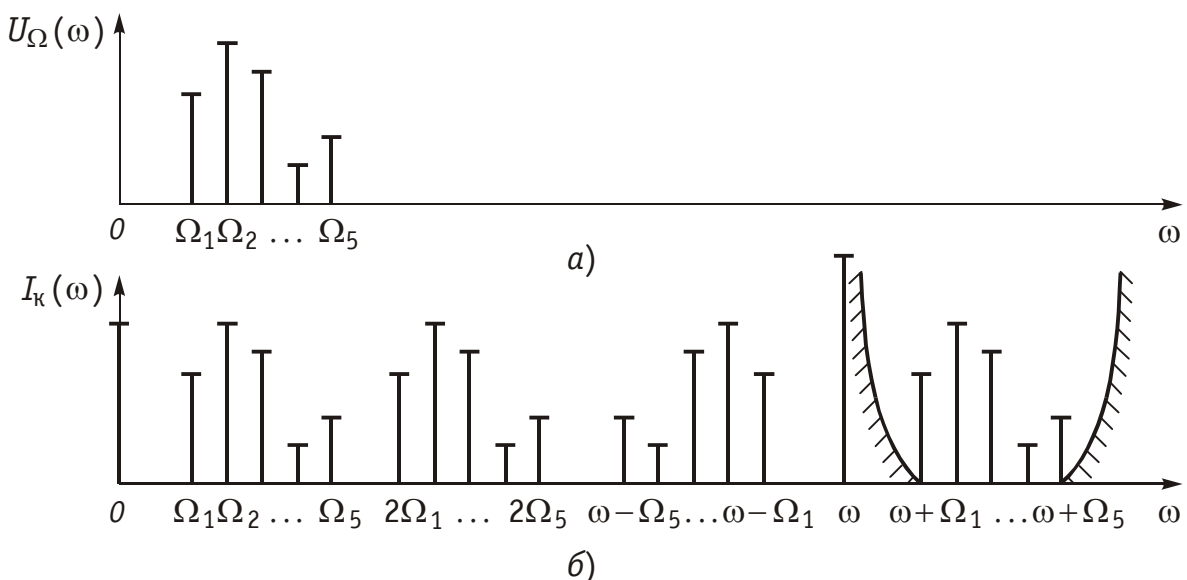 U_Ω(ω)
0 Ω₁Ω₂ ... Ω₅ ω
а)
I_к(ω)
0 Ω₁Ω₂ ... Ω₅ 2Ω₁ ... 2Ω₅ ω−Ω₅...ω−Ω₁ ω ω+Ω₁ ...ω+Ω₅ ω
б)